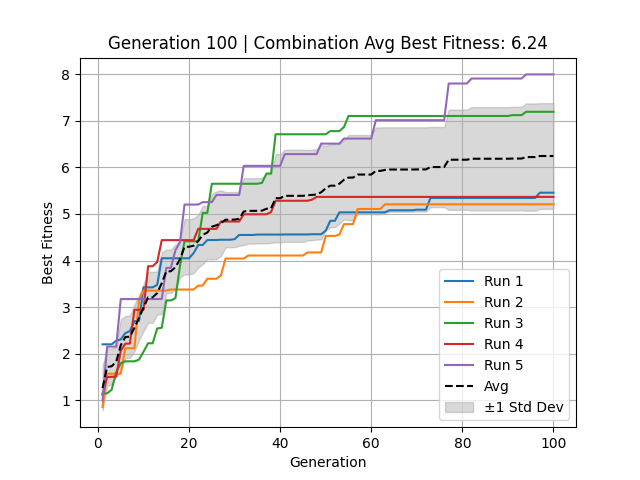 Generation 100 | Combination Avg Best Fitness: 6.24
Best Fitness
8
7
6
5
4
3
2
1
0
20
40
60
80
100
Generation
Run 1
Run 2
Run 3
Run 4
Run 5
Avg
±1 Std Dev